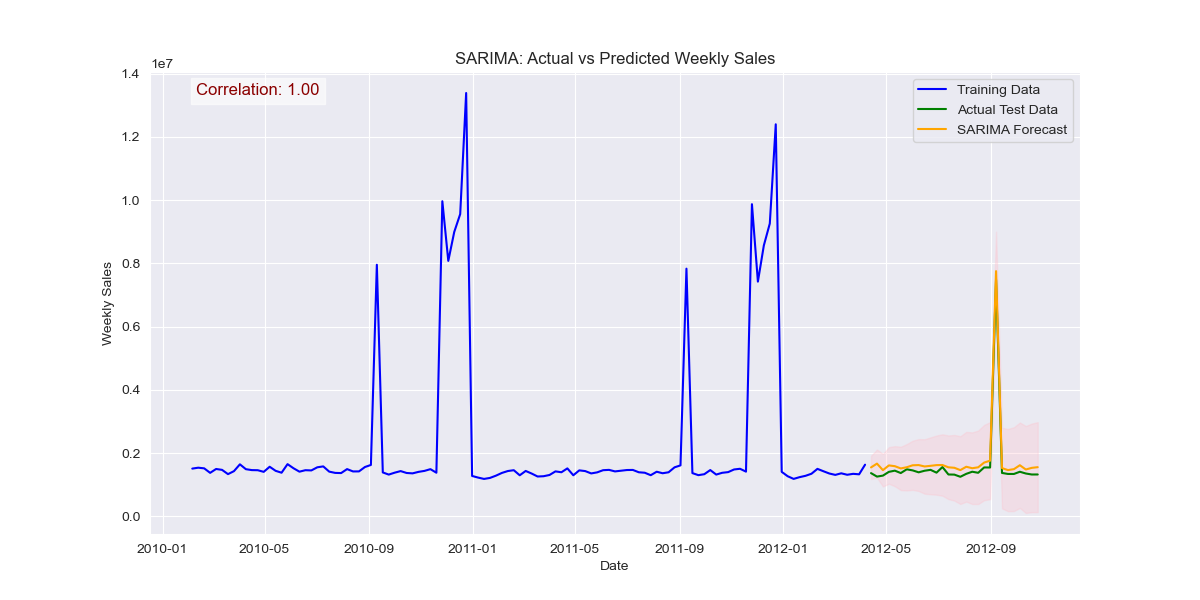 SARIMA: Actual vs Predicted Weekly Sales
1e7
Correlation: 1.00
Training Data
Actual Test Data
SARIMA Forecast
1.4
1.2
1.0
0.8
0.6
0.4
0.2
0.0
Weekly Sales
2010-01 2010-05 2010-09 2011-01 2011-05 2011-09 2012-01 2012-05 2012-09
Date